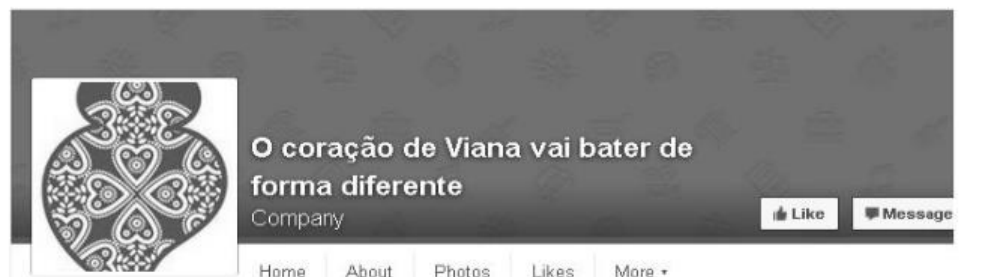 O coração de Viana vai bater de
forma diferente
Company
Like Message
Home About Photos Likes More